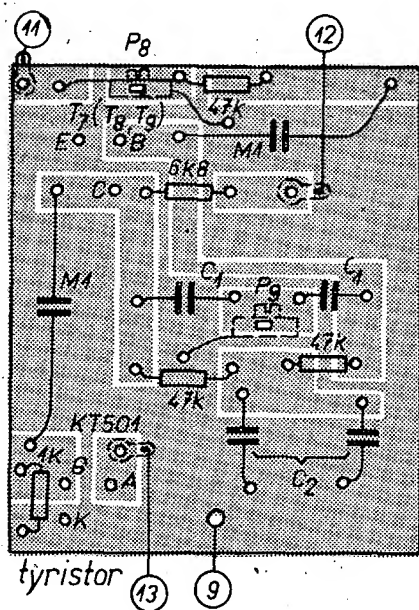 11
P8
12
47k
T7(T8,T9)
E
B
M1
6K8
C
M1
C1
P9
C1
47k
47k
KT501
1K
G
A
C2
K
tyristor
13
9